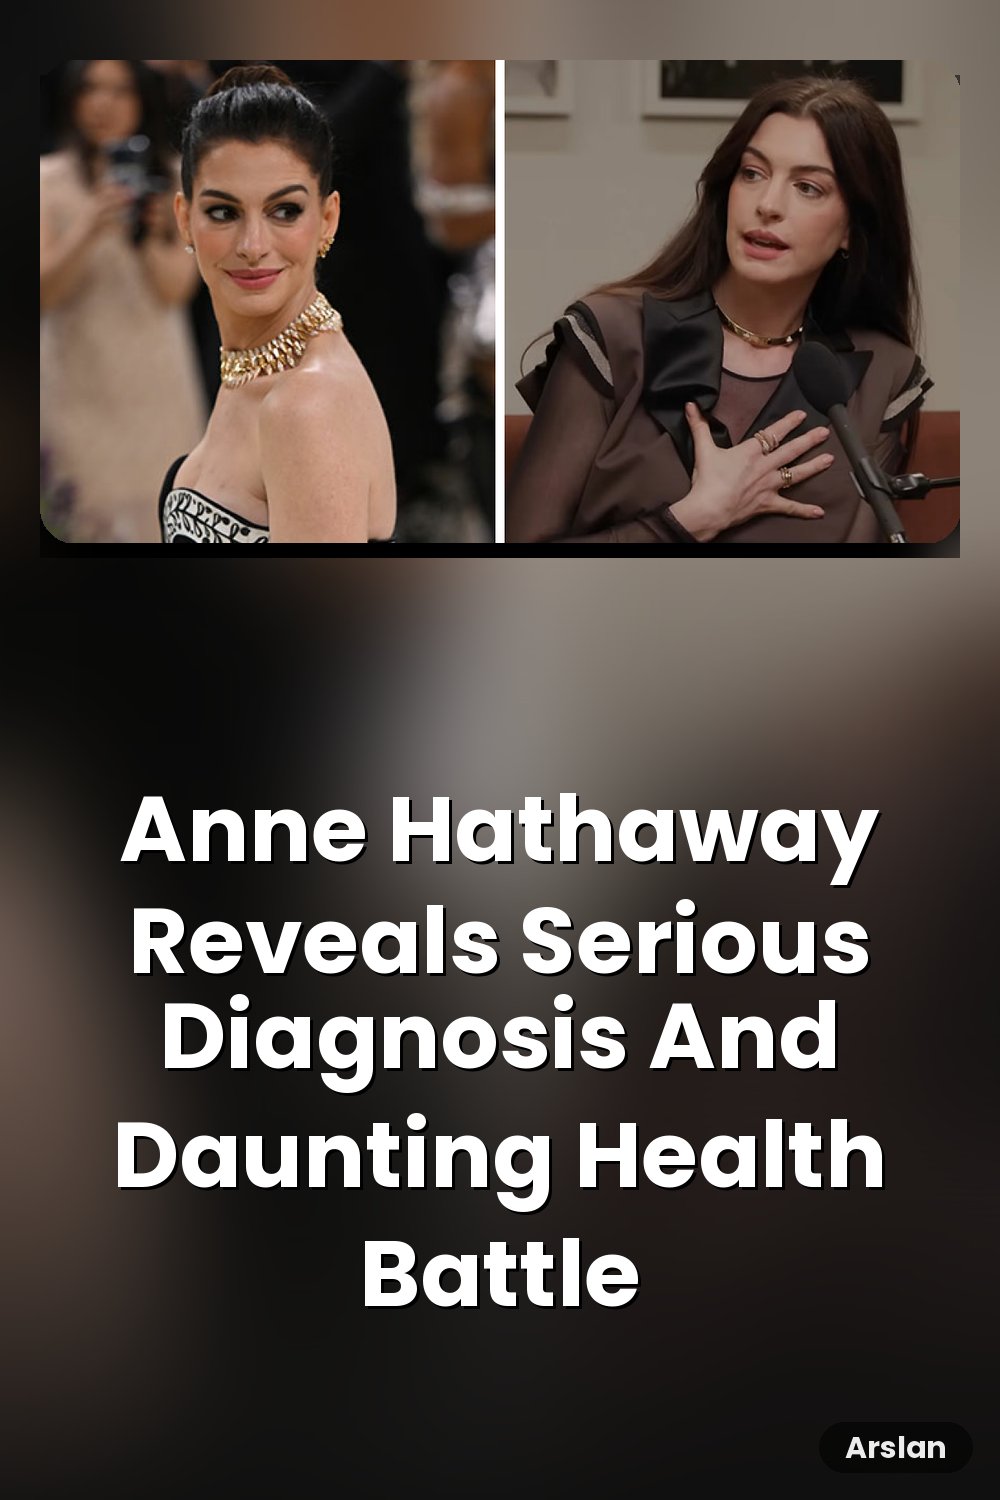 Anne Hathaway
Reveals Serious
Diagnosis And
Daunting Health
Battle
Arslan